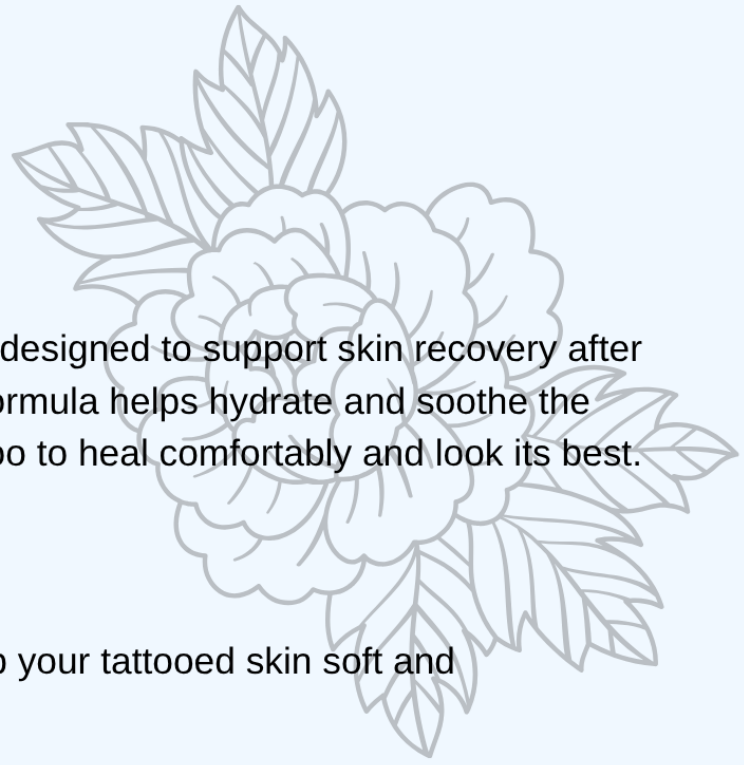 designed to support skin recovery after
ormula helps hydrate and soothe the
oo to heal comfortably and look its best.
your tattooed skin soft and